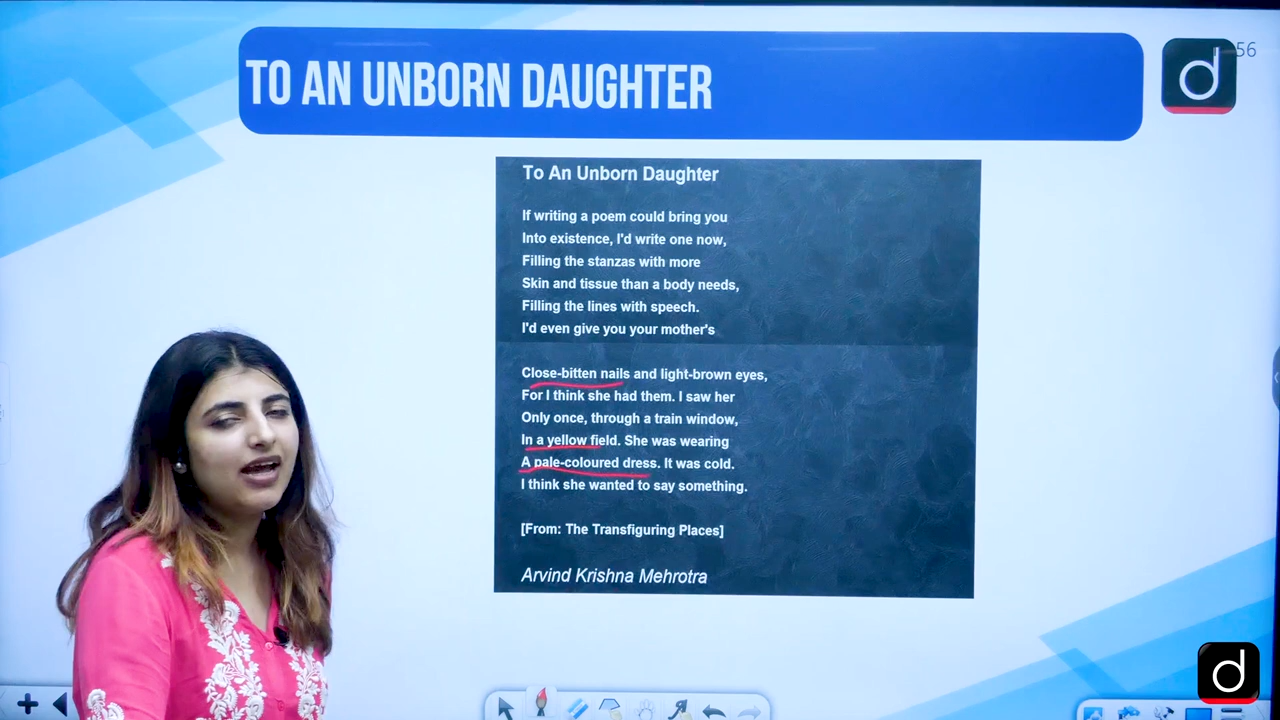 TO AN UNBORN DAUGHTER
d
56
To An Unborn Daughter
If writing a poem could bring you
Into existence, I'd write one now,
Filling the stanzas with more
Skin and tissue than a body needs,
Filling the lines with speech.
I'd even give you your mother's
Close-bitten nails and light-brown eyes,
For I think she had them. I saw her
Only once, through a train window,
In a yellow field. She was wearing
A pale-coloured dress. It was cold.
I think she wanted to say something.
[From: The Transfiguring Places]
Arvind Krishna Mehrotra
d